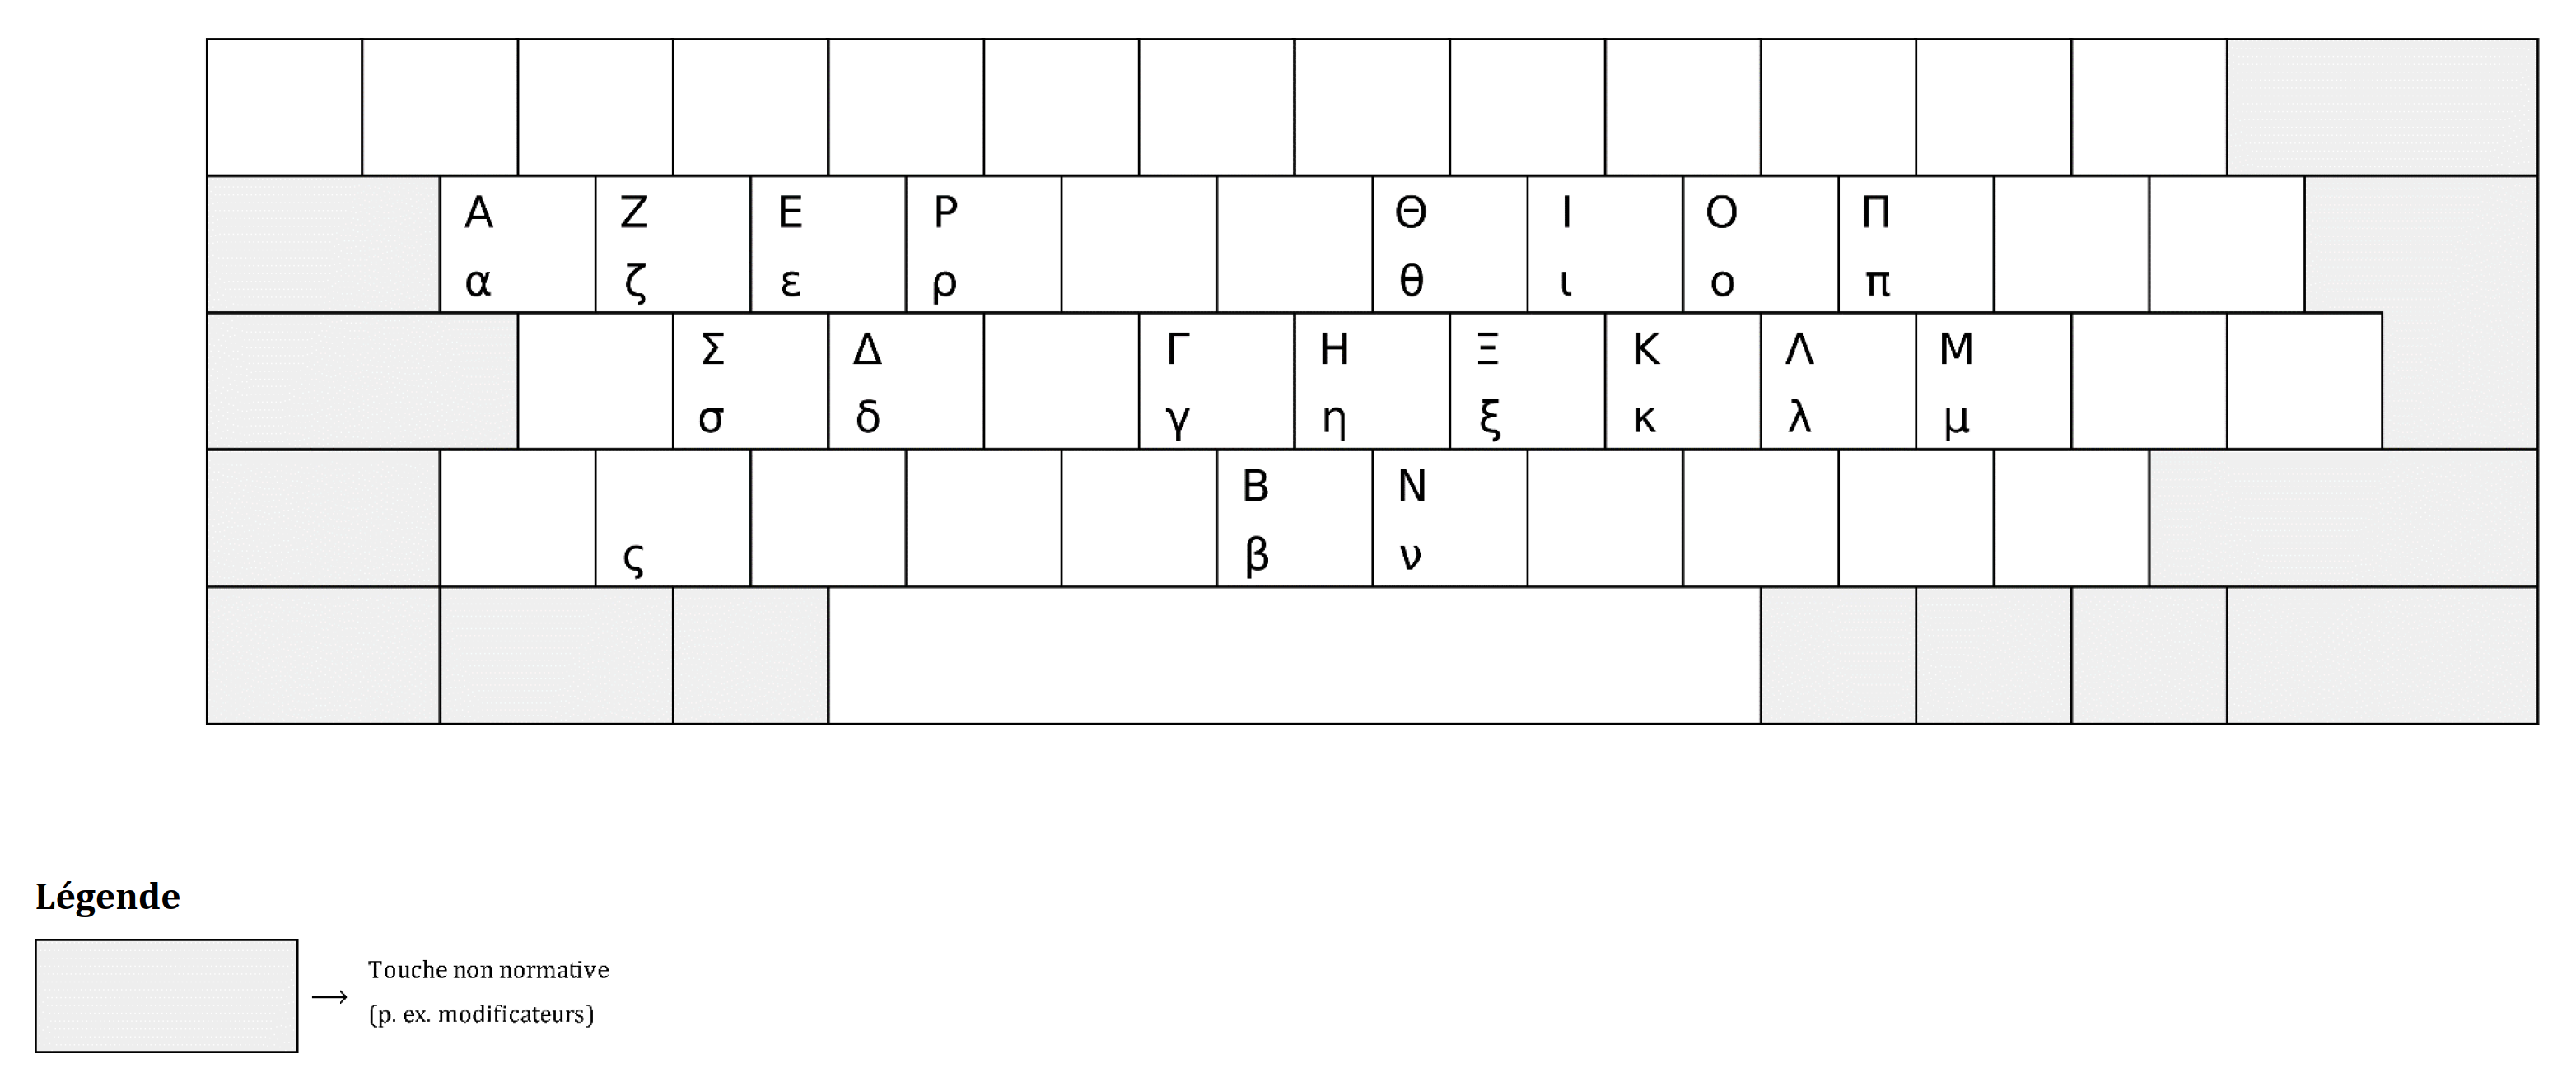 Α Ζ Ε Ρ Θ Ι Ο Π
α ζ ε ρ θ ι ο π
Σ Δ Γ Η Ξ Κ Λ Μ
σ δ γ η ξ κ λ μ
Β Ν
ς β ν
Légende
Touche non normative
(p. ex. modificateurs)